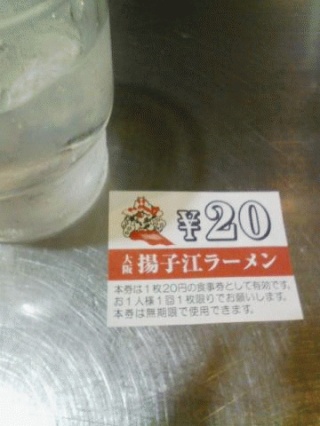 ¥20
大阪 揚子江ラーメン
本券は1枚20円の食事券として有効です。
お1人様1回1枚限りでお願いします。
本券は無期限で使用できます。